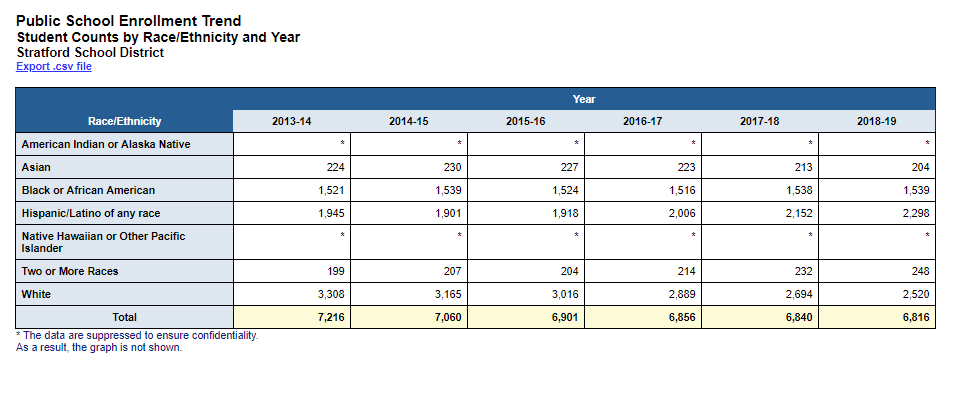 Public School Enrollment Trend
Student Counts by Race/Ethnicity and Year
Stratford School District
Export .csv file
Year
Race/Ethnicity 2013-14 2014-15 2015-16 2016-17 2017-18 2018-19
American Indian or Alaska Native * * * * * *
Asian 224 230 227 223 213 204
Black or African American 1,521 1,539 1,524 1,516 1,538 1,539
Hispanic/Latino of any race 1,945 1,901 1,918 2,006 2,152 2,298
Native Hawaiian or Other Pacific
Islander * * * * * *
Two or More Races 199 207 204 214 232 248
White 3,308 3,165 3,016 2,889 2,694 2,520
Total 7,216 7,060 6,901 6,856 6,840 6,816
* The data are suppressed to ensure confidentiality.
As a result, the graph is not shown.